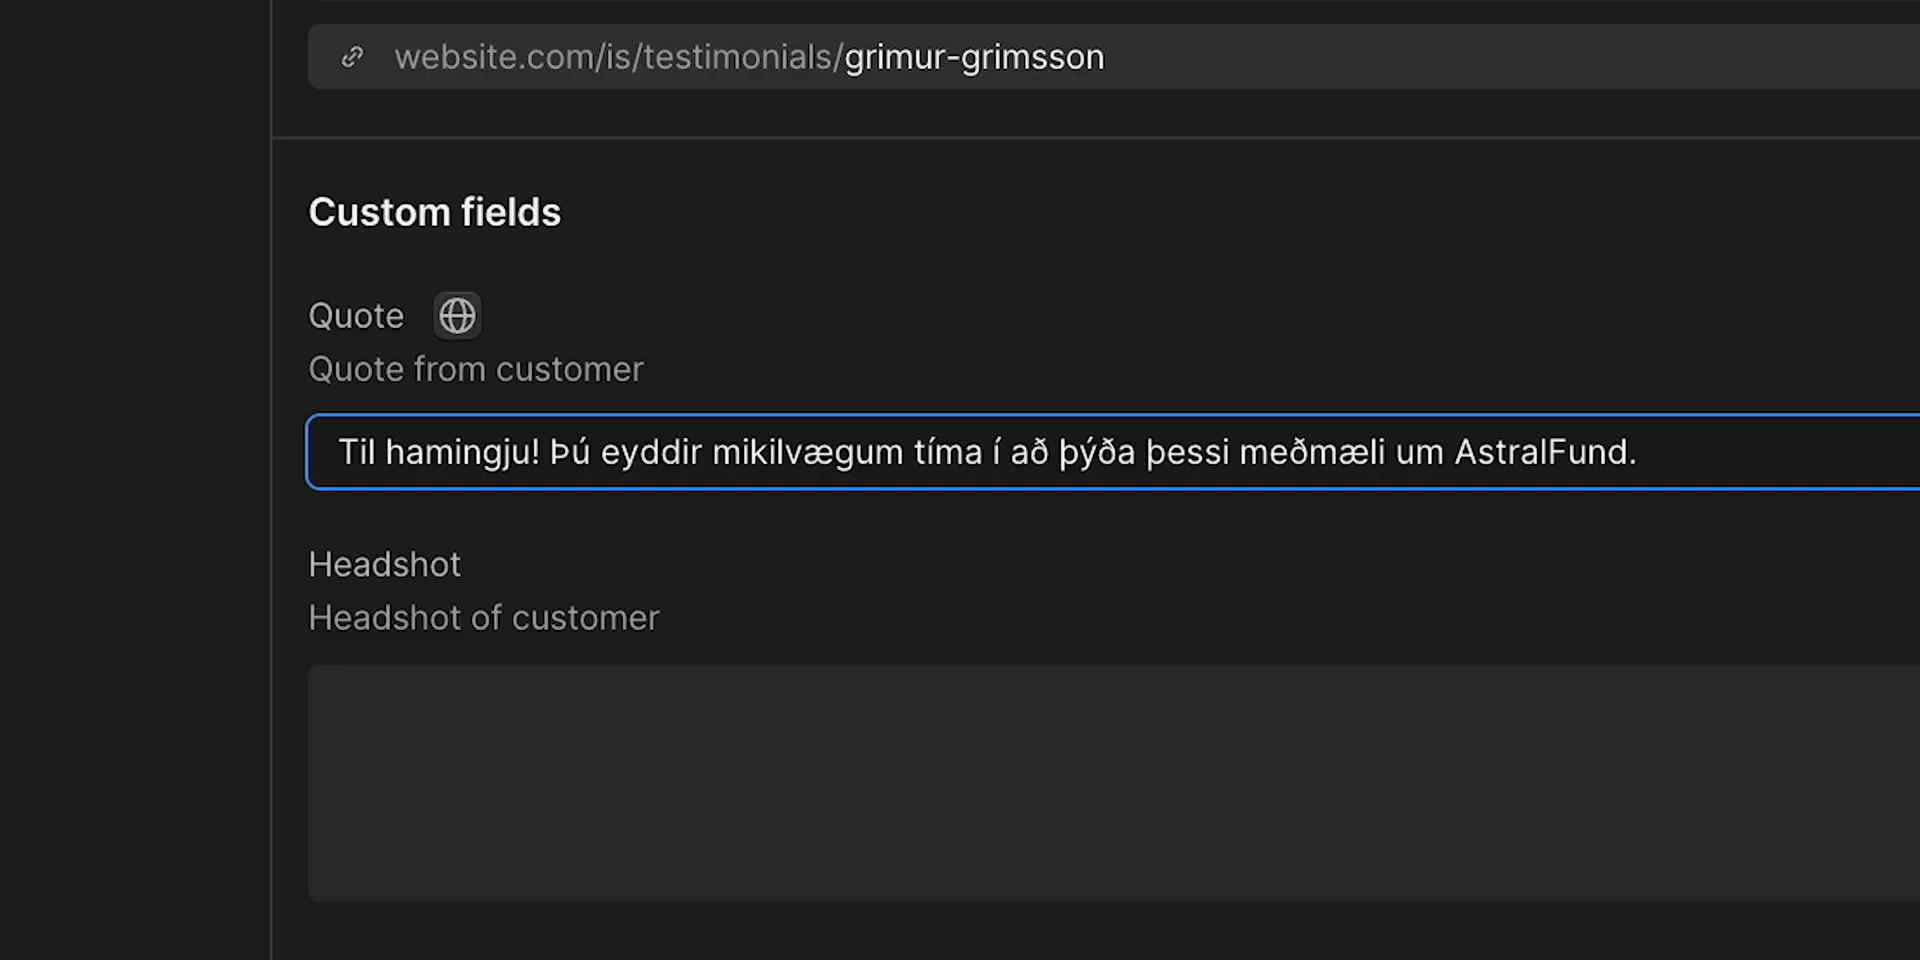 website.com/is/testimonials/grimur-grimsson
Custom fields
Quote
Quote from customer
Til hamingju! Þú eyddir mikilvægum tíma í að þýða þessi meðmæli um AstralFund.
Headshot
Headshot of customer